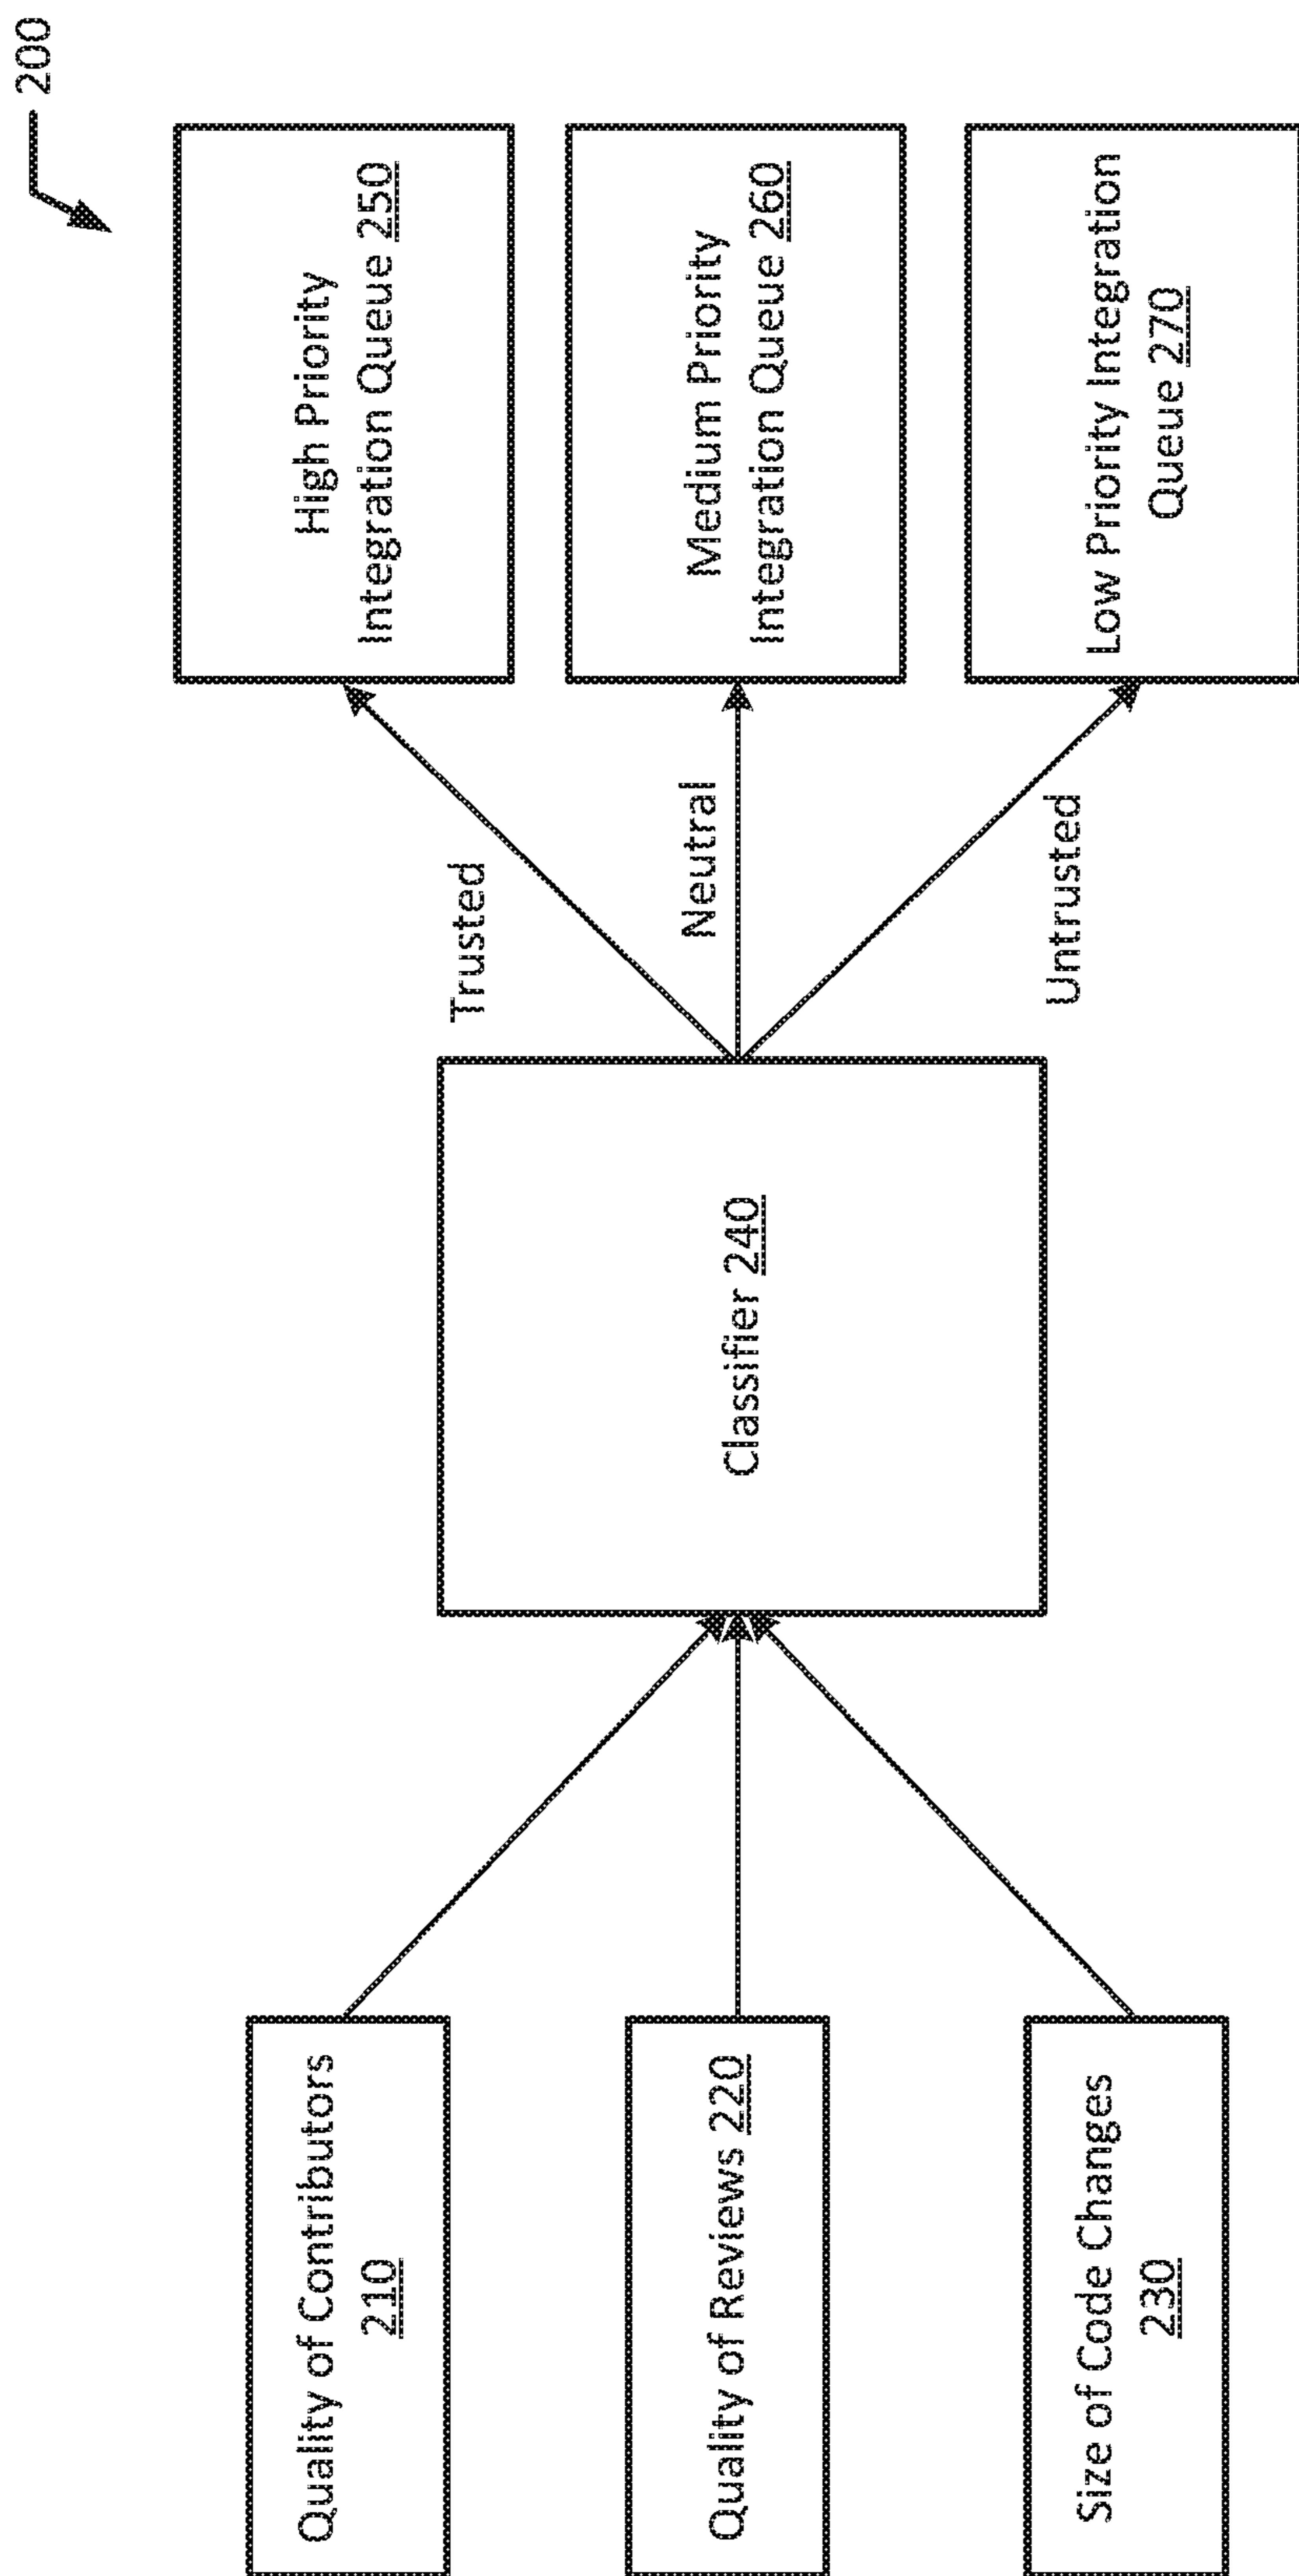 200
Quality of Contributors
210
Quality of Reviews 220
Size of Code Changes
230
Classifier 240
Trusted
Neutral
Untrusted
High Priority
Integration Queue 250
Medium Priority
Integration Queue 260
Low Priority Integration
Queue 270